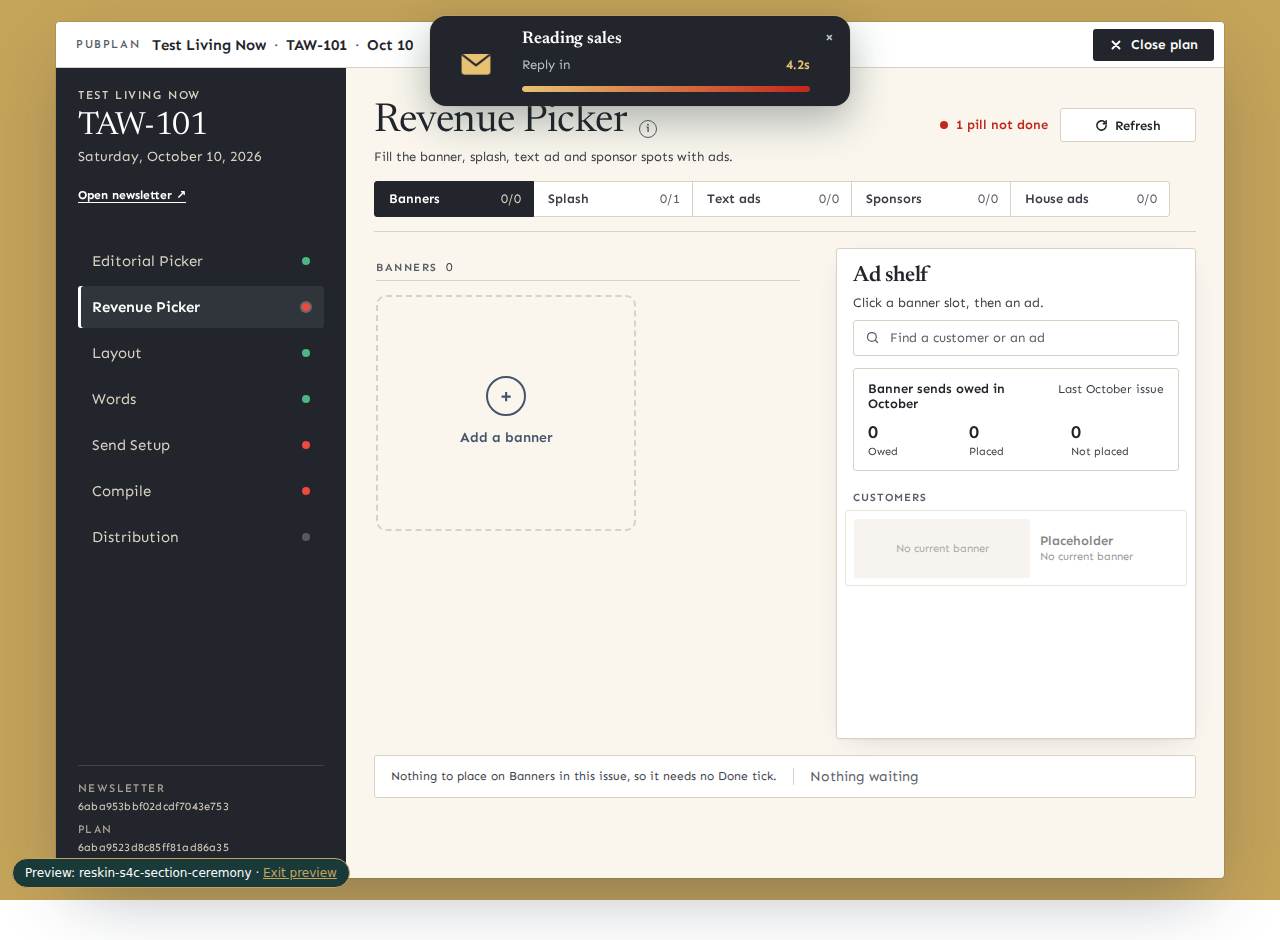 PUBPLAN Test Living Now · TAW-101 · Oct 10
Reading sales
×
Reply in 4.2s
Close plan
TEST LIVING NOW
TAW-101
Saturday, October 10, 2026
Open newsletter ↗
Editorial Picker
Revenue Picker
Layout
Words
Send Setup
Compile
Distribution
NEWSLETTER
6aba953bbf02dcdf7043e753
PLAN
6aba9523d8c85ff81ad86a35
Preview: reskin-s4c-section-ceremony · Exit preview
Revenue Picker i
1 pill not done
Refresh
Fill the banner, splash, text ad and sponsor spots with ads.
Banners 0/0
Splash 0/1
Text ads 0/0
Sponsors 0/0
House ads 0/0
BANNERS 0
+
Add a banner
Ad shelf
Click a banner slot, then an ad.
Find a customer or an ad
Banner sends owed in October
Last October issue
0 0 0
Owed Placed Not placed
CUSTOMERS
No current banner
Placeholder
No current banner
Nothing to place on Banners in this issue, so it needs no Done tick.
Nothing waiting